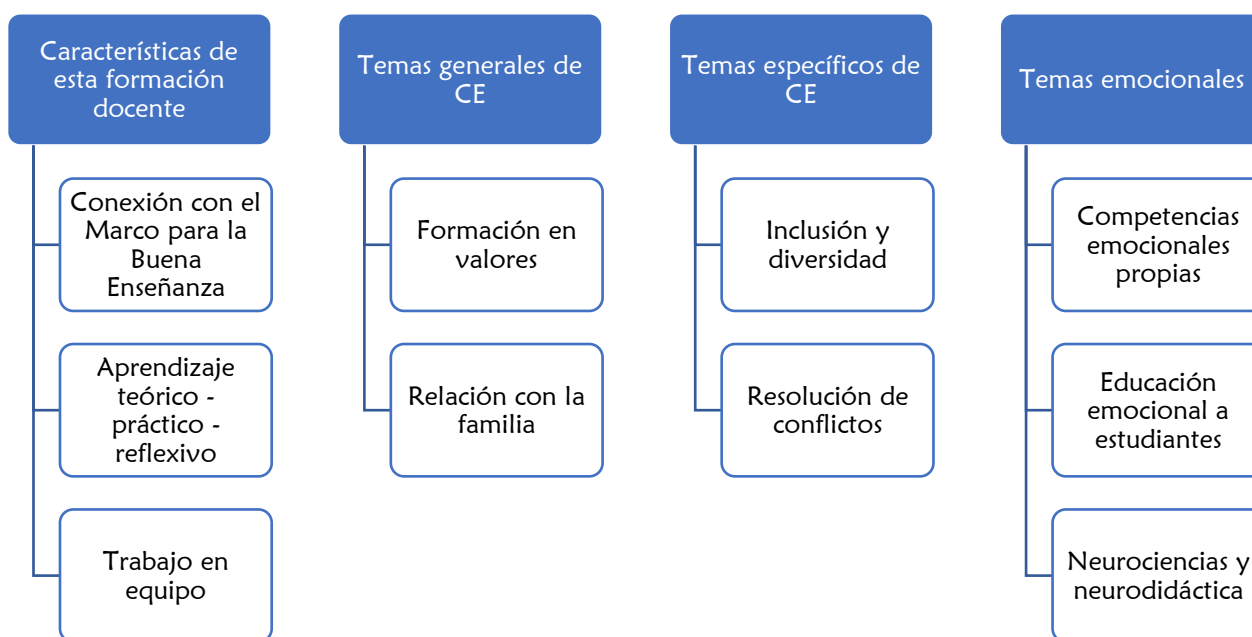 Características de
esta formación
docente
Conexión con el
Marco para la
Buena
Enseñanza
Aprendizaje
teórico -
práctico -
reflexivo
Trabajo en
equipo
Temas generales de
CE
Formación en
valores
Relación con la
familia
Temas específicos de
CE
Inclusión y
diversidad
Resolución de
conflictos
Temas emocionales
Competencias
emocionales
propias
Educación
emocional a
estudiantes
Neurociencias y
neurodidáctica